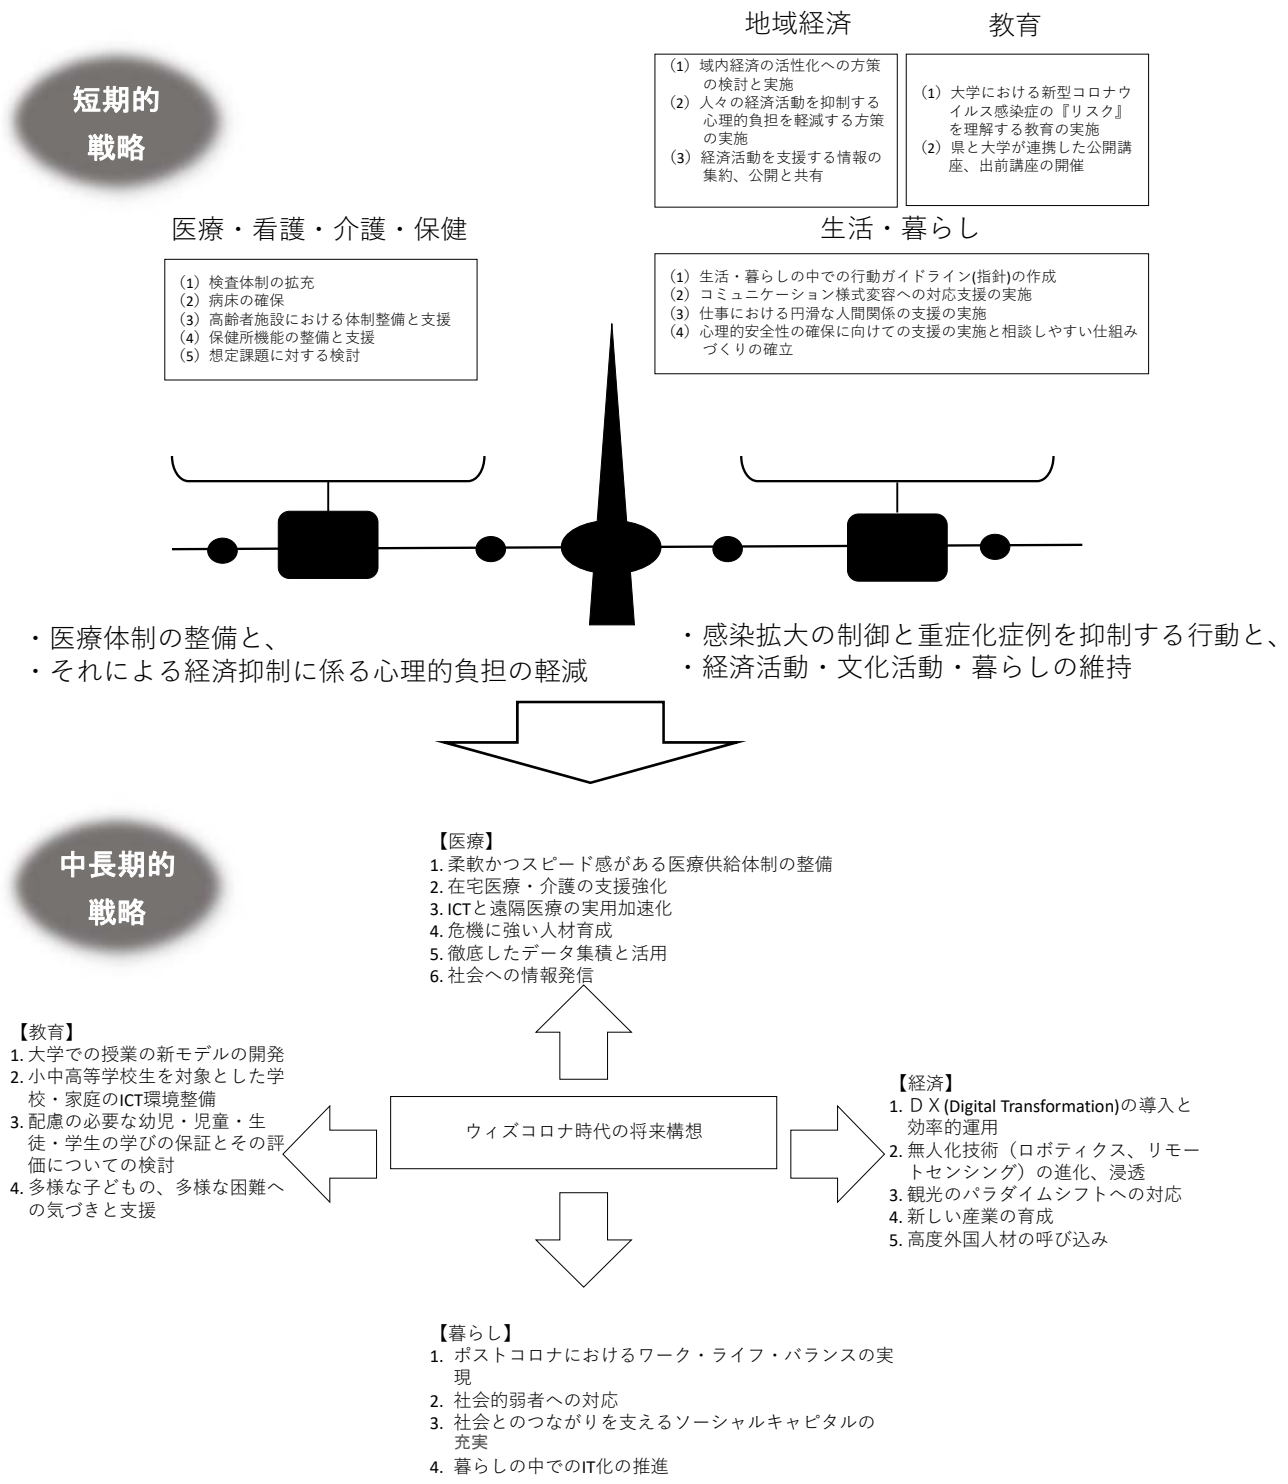 地域経済
教育
短期的
戦略
（1）域内経済の活性化への方策
の検討と実施
（2）人々の経済活動を抑制する
心理的負担を軽減する方策
の実施
（3）経済活動を支援する情報の
集約、公開と共有
（1）大学における新型コロナウ
イルス感染症の『リスク』
を理解する教育の実施
（2）県と大学が連携した公開講
座、出前講座の開催
医療・看護・介護・保健
（1）検査体制の拡充
（2）病床の確保
（3）高齢者施設における体制整備と支援
（4）保健所機能の整備と支援
（5）想定課題に対する検討
生活・暮らし
（1）生活・暮らしの中での行動ガイドライン(指針)の作成
（2）コミュニケーション様式変容への対応支援の実施
（3）仕事における円滑な人間関係の支援の実施
（4）心理的安全性の確保に向けての支援の実施と相談しやすい仕組み
づくりの確立
・医療体制の整備と、
・それによる経済抑制に係る心理的負担の軽減
・感染拡大の制御と重症化症例を抑制する行動と、
・経済活動・文化活動・暮らしの維持
中長期的
戦略
【医療】
1. 柔軟かつスピード感がある医療供給体制の整備
2. 在宅医療・介護の支援強化
3. ICTと遠隔医療の実用加速化
4. 危機に強い人材育成
5. 徹底したデータ集積と活用
6. 社会への情報発信
【教育】
1. 大学での授業の新モデルの開発
2. 小中高等学校生を対象とした学
校・家庭のICT環境整備
3. 配慮の必要な幼児・児童・生
徒・学生の学びの保証とその評
価についての検討
4. 多様な子どもの、多様な困難へ
の気づきと支援
ウィズコロナ時代の将来構想
【経済】
1. ＤＸ(Digital Transformation)の導入と
効率的運用
2. 無人化技術（ロボティクス、リモー
トセンシング）の進化、浸透
3. 観光のパラダイムシフトへの対応
4. 新しい産業の育成
5. 高度外国人材の呼び込み
【暮らし】
1. ポストコロナにおけるワーク・ライフ・バランスの実
現
2. 社会的弱者への対応
3. 社会とのつながりを支えるソーシャルキャピタルの
充実
4. 暮らしの中でのIT化の推進